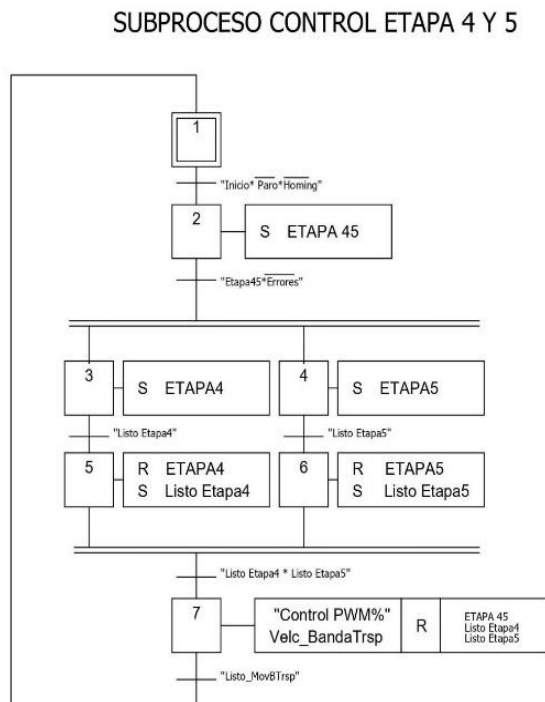 SUBPROCESO CONTROL ETAPA 4 Y 5
1
"Inicio* Paro*Homing"
2
S ETAPA 45
"Etapa45*Errores"
3
S ETAPA4
4
S ETAPA5
"Listo Etapa4"
"Listo Etapa5"
5
R ETAPA4
S Listo Etapa4
6
R ETAPA5
S Listo Etapa5
"Listo Etapa4 * Listo Etapa5"
7
"Control PWM%"
Velc_BandaTrsp
R
ETAPA 45
Listo Etapa4
Listo Etapa5
"Listo_MovBTrsp"